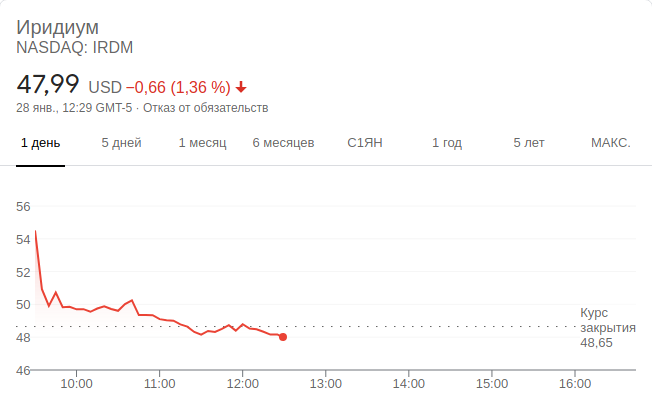 Иридиум
NASDAQ: IRDM
47,99 USD −0,66 (1,36 %)
28 янв., 12:29 GMT-5 · Отказ от обязательств
1 день 5 дней 1 месяц 6 месяцев С1ЯН 1 год 5 лет МАКС.
56
54
52
50
48
46
Курс
закрытия
48,65
10:00 11:00 12:00 13:00 14:00 15:00 16:00